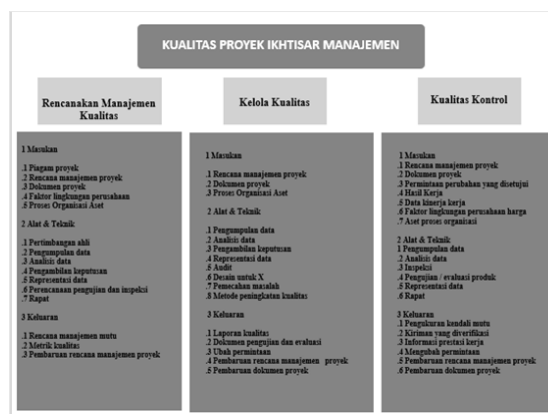 KUALITAS PROYEK IKHTISAR MANAJEMEN
Rencanakan Manajemen
Kualitas
1 Masukan
.1 Piagam proyek
.2 Rencana manajemen proyek
.3 Dokumen proyek
.4 Faktor lingkungan perusahaan
.5 Proses Organisasi Aset
2 Alat & Teknik
.1 Pertimbangan ahli
.2 Pengumpulan data
.3 Analisis data
.4 Pengambilan keputusan
.5 Representasi data
.6 Perencanaan pengujian dan inspeksi
.7 Rapat
3 Keluaran
.1 Rencana manajemen mutu
.2 Metrik kualitas
.3 Pembaruan rencana manajemen proyek
Kelola Kualitas
1 Masukan
.1 Rencana manajemen proyek
.2 Dokumen proyek
.3 Proses Organisasi Aset
2 Alat & Teknik
.1 Pengumpulan data
.2 Analisis data
.3 Pengambilan keputusan
.4 Representasi data
.5 Audit
.6 Desain untuk X
.7 Pemecahan masalah
.8 Metode peningkatan kualitas
3 Keluaran
.1 Laporan kualitas
.2 Dokumen pengujian dan evaluasi
.3 Ubah permintaan
.4 Pembaruan rencana manajemen proyek
.5 Pembaruan dokumen proyek
Kualitas Kontrol
1 Masukan
.1 Rencana manajemen proyek
.2 Dokumen proyek
.3 Permintaan perubahan yang disetujui
.4 Hasil Kerja
.5 Data kinerja kerja
.6 Faktor lingkungan perusahaan harga
.7 Aset proses organisasi
2 Alat & Teknik
1 Pengumpulan data
.2 Analisis data
.3 Inspeksi
.4 Pengujian / evaluasi produk
.5 Representasi data
.6 Rapat
3 Keluaran
.1 Pengukuran kendali mutu
.2 Kiriman yang diverifikasi
.3 Informasi prestasi kerja
.4 Mengubah permintaan
.5 Pembaruan rencana manajemen proyek
.6 Pembaruan dokumen proyek